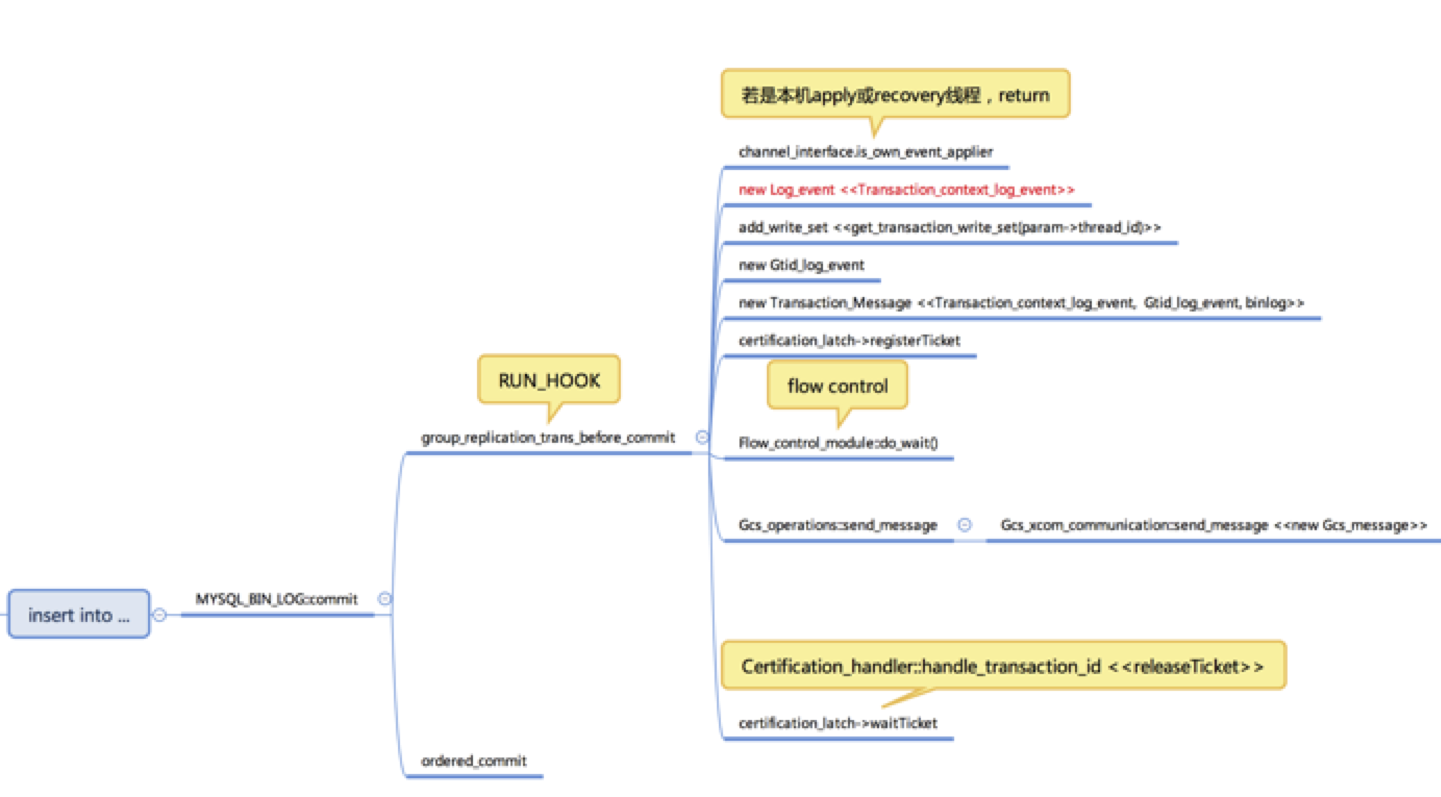 若是本机apply或recovery线程，return
channel_interface.is_own_event_applier
new Log_event <<Transaction_context_log_event>>
add_write_set <<get_transaction_write_set(param->thread_id)>>
new Gtid_log_event
new Transaction_Message <<Transaction_context_log_event, Gtid_log_event, binlog>>
certification_latch->registerTicket
RUN_HOOK
flow control
group_replication_trans_before_commit
Flow_control_module::do_wait()
Gcs_operations::send_message
Gcs_xcom_communication::send_message <<new Gcs_message>>
MYSQL_BIN_LOG::commit
insert into ...
Certification_handler::handle_transaction_id <<releaseTicket>>
certification_latch->waitTicket
ordered_commit